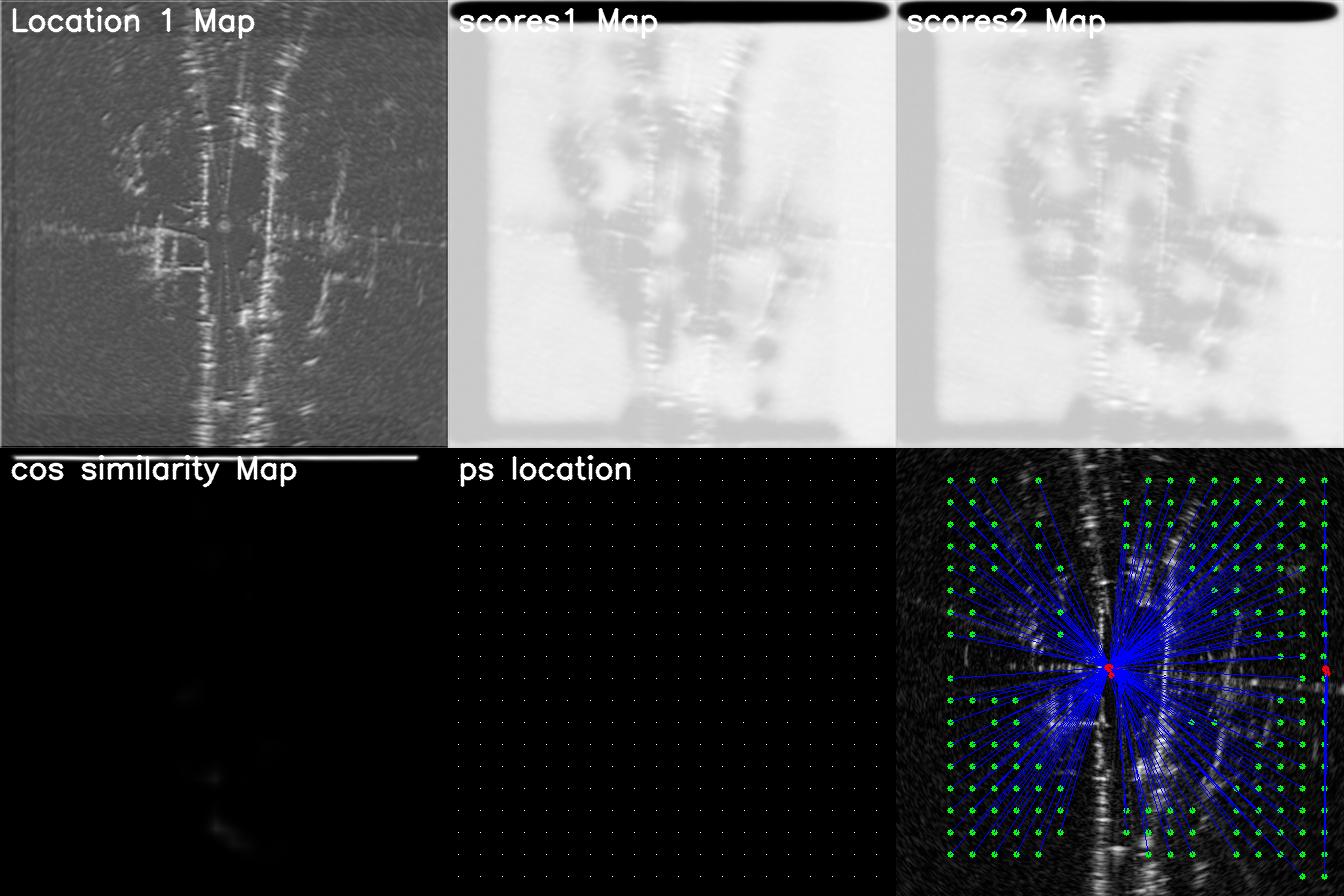 Location 1 Map
scores1 Map
scores2 Map
cos similarity Map
ps location